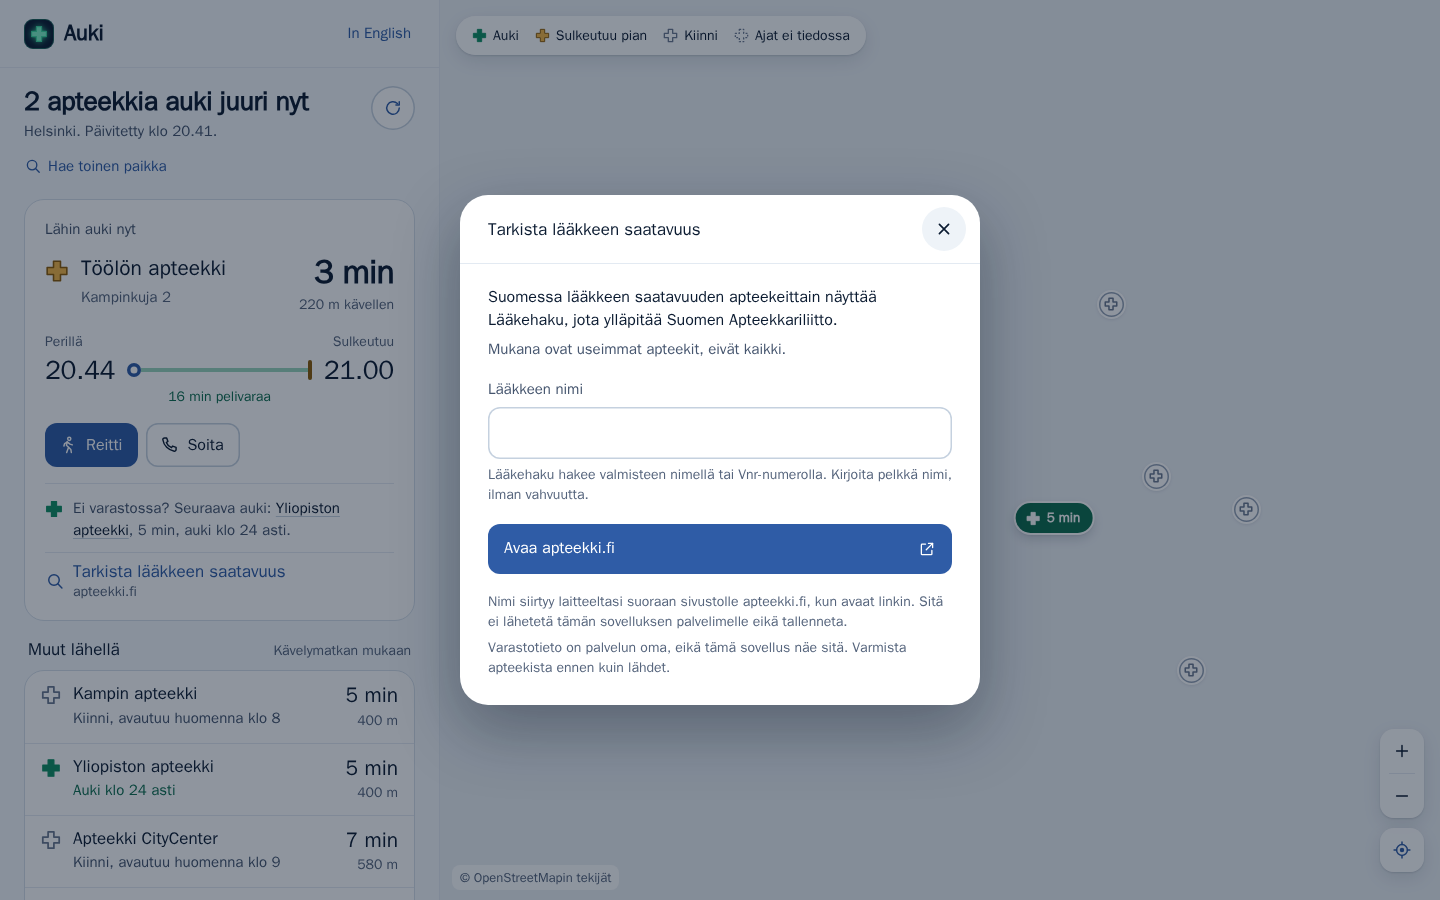 Auki
In English
2 apteekkia auki juuri nyt
Helsinki. Päivitetty klo 20.41.
Hae toinen paikka
Lähin auki nyt
Töölön apteekki
3 min
Kampinkuja 2
220 m kävellen
Perillä
Sulkeutuu
20.44
21.00
16 min pelivaraa
Reitti
Soita
Ei varastossa? Seuraava auki: Yliopiston
apteekki, 5 min, auki klo 24 asti.
Tarkista lääkkeen saatavuus
apteekki.fi
Muut lähellä
Kävelymatkan mukaan
Kampin apteekki
5 min
Kiinni, avautuu huomenna klo 8
400 m
Yliopiston apteekki
5 min
Auki klo 24 asti
400 m
Apteekki CityCenter
7 min
Kiinni, avautuu huomenna klo 9
580 m
Auki
Sulkeutuu pian
Kiinni
Ajat ei tiedossa
Tarkista lääkkeen saatavuus
Suomessa lääkkeen saatavuuden apteekeittain näyttää
Lääkehaku, jota ylläpitää Suomen Apteekkariliitto.
Mukana ovat useimmat apteekit, eivät kaikki.
Lääkkeen nimi
Lääkehaku hakee valmisteen nimellä tai Vnr-numerolla. Kirjoita pelkkä nimi,
ilman vahvuutta.
Avaa apteekki.fi
Nimi siirtyy laitteeltasi suoraan sivustolle apteekki.fi, kun avaat linkin. Sitä
ei lähetetä tämän sovelluksen palvelimelle eikä tallenneta.
Varastotieto on palvelun oma, eikä tämä sovellus näe sitä. Varmista
apteekista ennen kuin lähdet.
5 min
© OpenStreetMapin tekijät